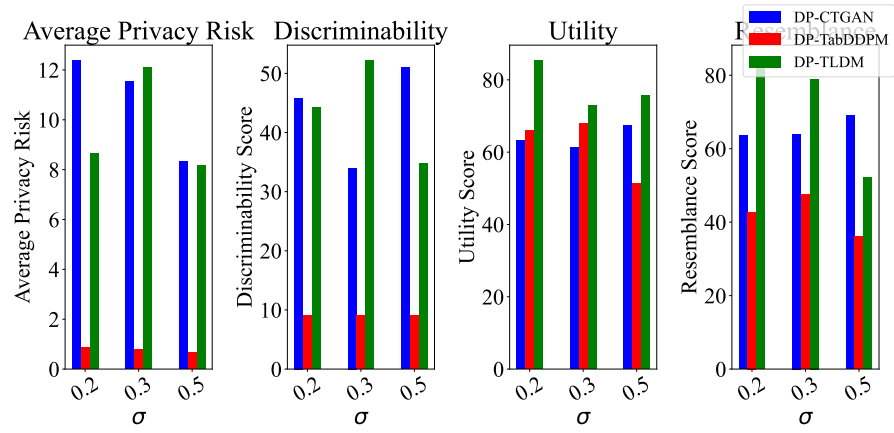 Average Privacy Risk
Discriminability
Utility
Resemblance
DP-CTGAN
DP-TabDDPM
DP-TLDM
Average Privacy Risk
12
10
8
6
4
2
0
0.2
0.3
0.5
σ
Discriminability Score
50
40
30
20
10
0
0.2
0.3
0.5
σ
Utility Score
80
60
40
20
0
0.2
0.3
0.5
σ
Resemblance Score
80
60
40
20
0
0.2
0.3
0.5
σ